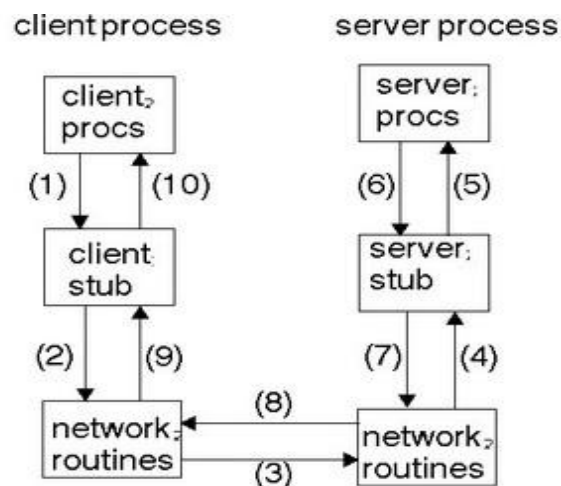 client process server process
client
procs
server
procs
(1) (10) (6) (5)
client
stub
server
stub
(2) (9) (7) (4)
(8)
network
routines
(3)
network
routines